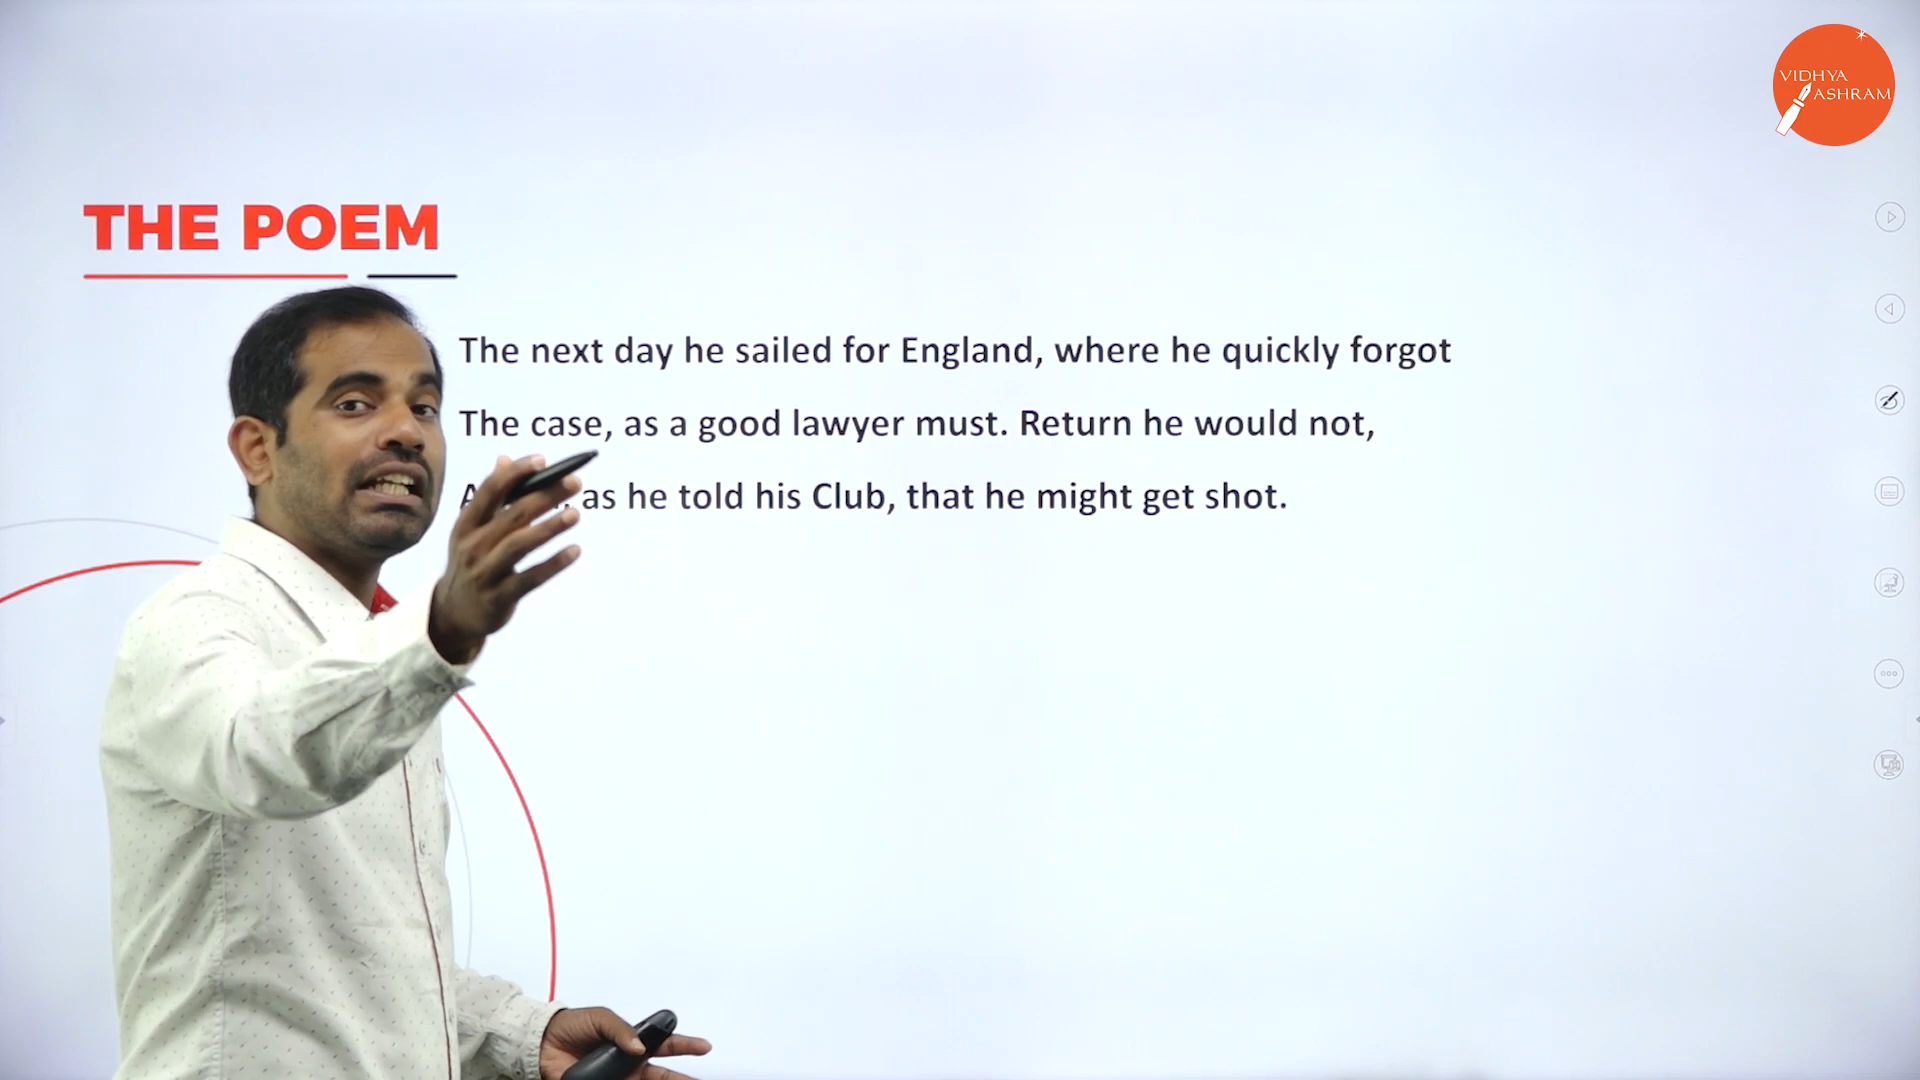 VIDHYA
ASHRAM
THE POEM
The next day he sailed for England, where he quickly forgot
The case, as a good lawyer must. Return he would not,
as he told his Club, that he might get shot.